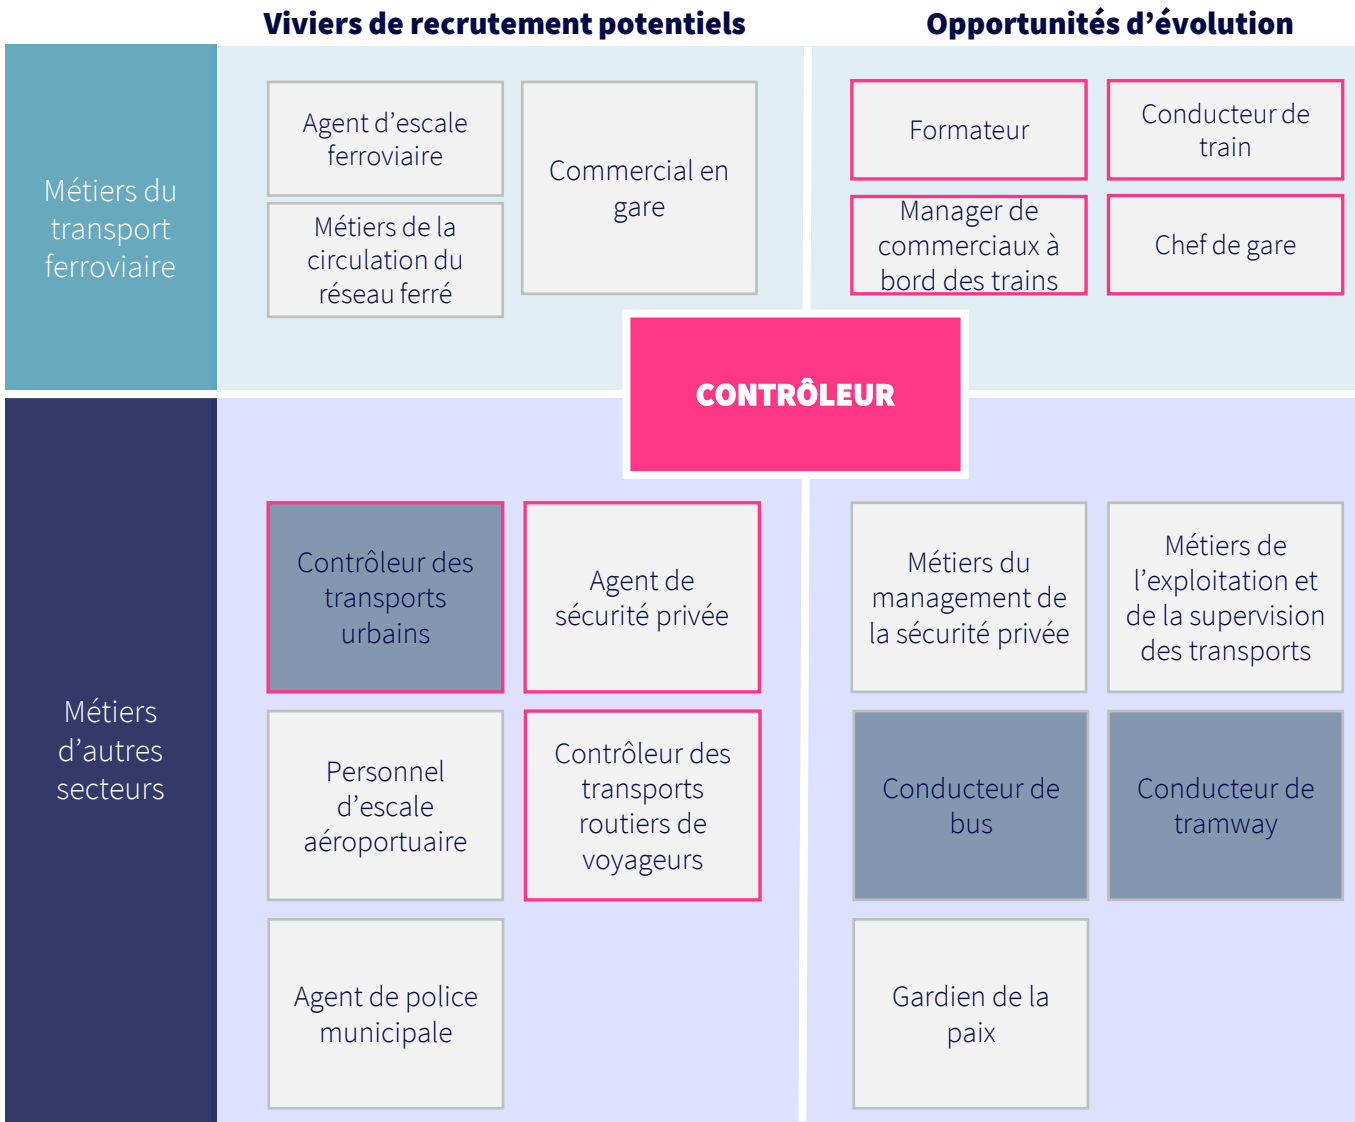 Viviers de recrutement potentiels
Opportunités d’évolution
Métiers du
transport
ferroviaire
Agent d’escale
ferroviaire
Métiers de la
circulation du
réseau ferré
Commercial en
gare
Formateur
Conducteur de
train
Manager de
commerciaux à
bord des trains
Chef de gare
CONTRÔLEUR
Métiers
d’autres
secteurs
Contrôleur des
transports
urbains
Agent de
sécurité privée
Personnel
d’escale
aéroportuaire
Contrôleur des
transports
routiers de
voyageurs
Agent de police
municipale
Métiers du
management de
la sécurité privée
Métiers de
l’exploitation et
de la supervision
des transports
Conducteur de
bus
Conducteur de
tramway
Gardien de la
paix